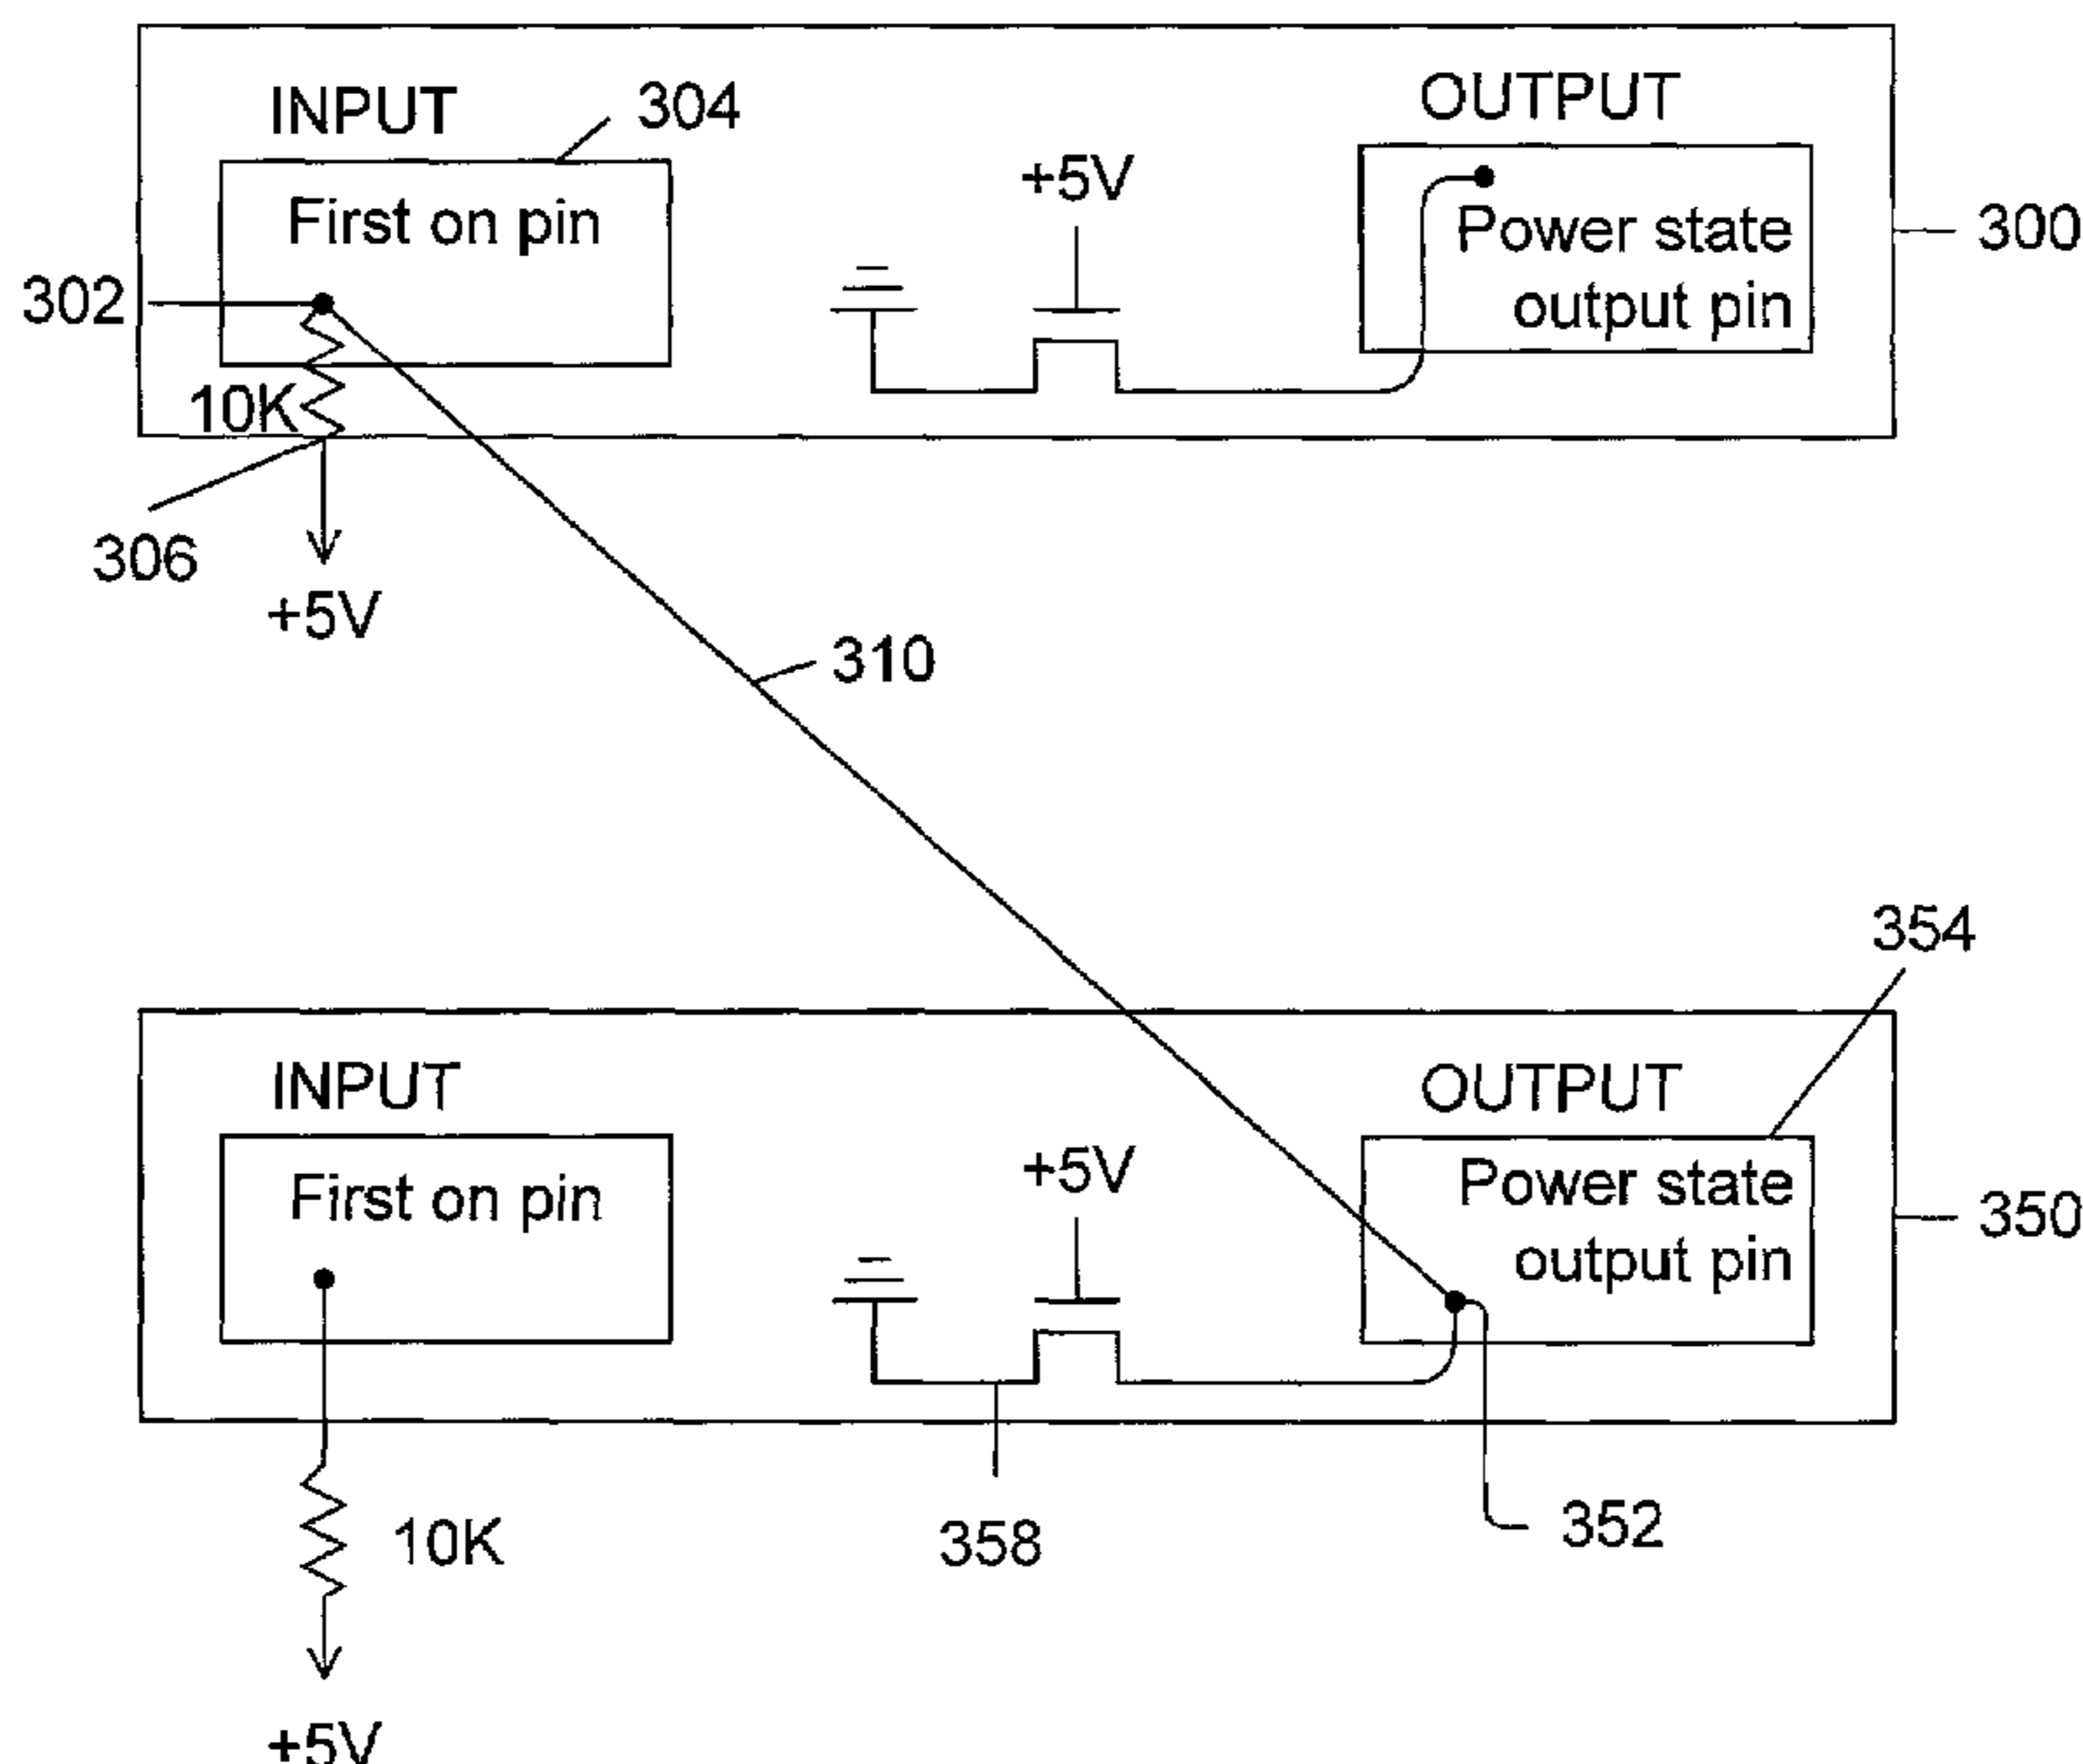 INPUT
304
OUTPUT
First on pin
+5V
Power state
output pin
300
302
10K
306
+5V
310
354
INPUT
OUTPUT
First on pin
+5V
Power state
output pin
350
10K
358
352
+5V